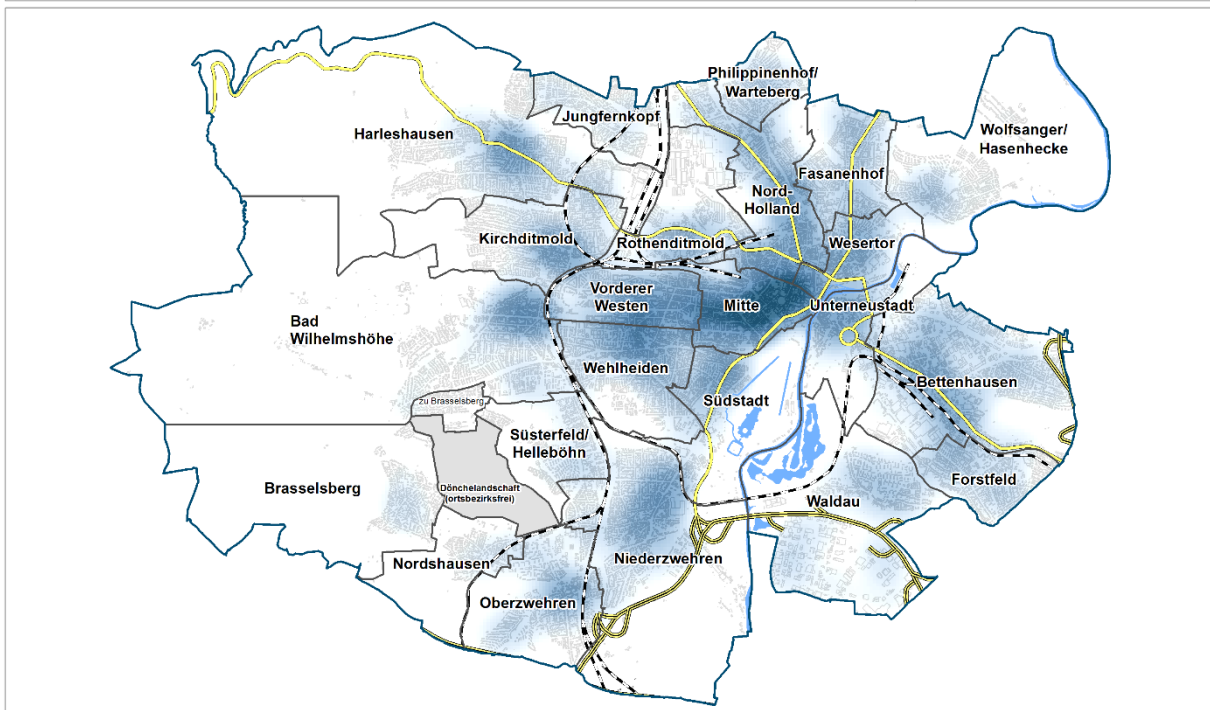 Philippinenhof/
Warteberg
Jungfernkopf
Harleshausen
Wolfsanger/
Hasenhecke
Fasanenhof
Nord-
Holland
Kirchditmold
Rothenditmold
Wesertor
Vorderer
Westen
Mitte
Unterneustadt
Bad
Wilhelmshöhe
Wehlheiden
Bettenhausen
zu Brasselsberg
Südstadt
Süsterfeld/
Helleböhn
Brasselsberg
Dönchelandschaft
(ortsbezirksfrei)
Forstfeld
Waldau
Nordshausen
Niederzwehren
Oberzwehren